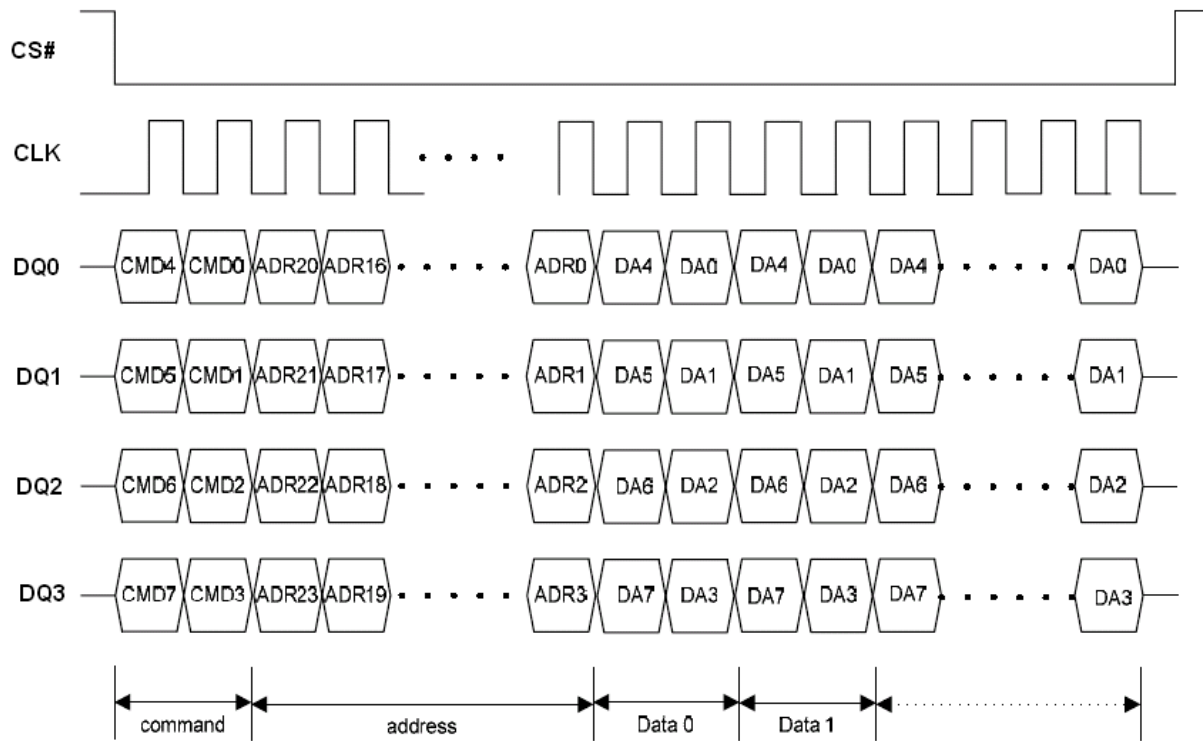 CS#
CLK
DQ0 CMD4 CMD0 ADR20 ADR16 ADR0 DA4 DA0 DA4 DA0 DA4 DA0
DQ1 CMD5 CMD1 ADR21 ADR17 ADR1 DA5 DA1 DA5 DA1 DA5 DA1
DQ2 CMD6 CMD2 ADR22 ADR18 ADR2 DA6 DA2 DA6 DA2 DA6 DA2
DQ3 CMD7 CMD3 ADR23 ADR19 ADR3 DA7 DA3 DA7 DA3 DA7 DA3
command address Data 0 Data 1